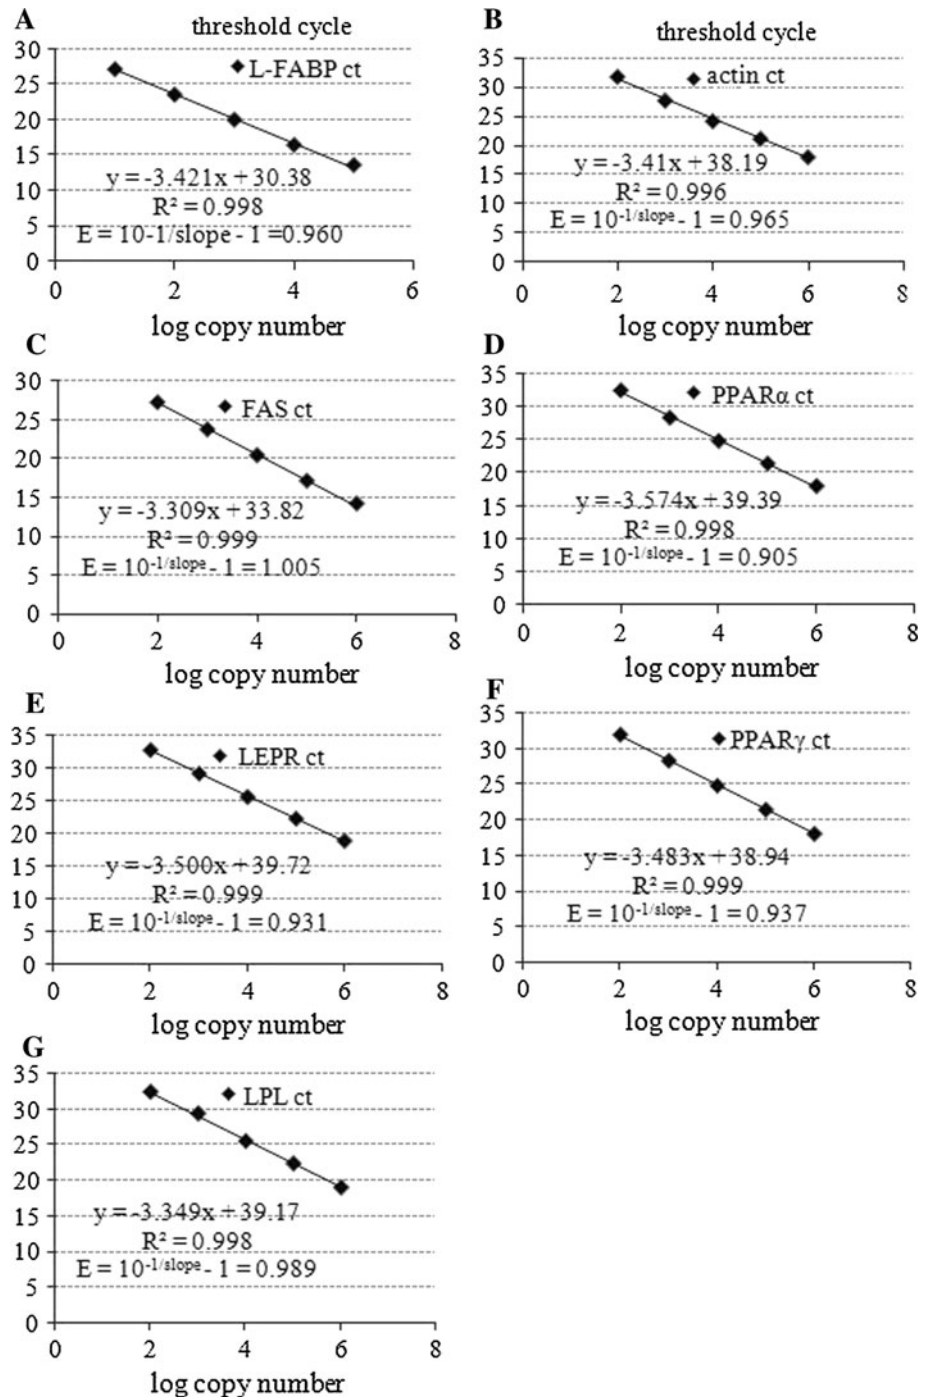 A
threshold cycle
30
25
20
15
10
5
0
L-FABP ct
y = -3.421x + 30.38
R² = 0.998
E = 10-1/slope - 1 =0.960
0 2 4 6
log copy number
B
threshold cycle
35
30
25
20
15
10
5
0
actin ct
y = -3.41x + 38.19
R² = 0.996
E = 10⁻¹/ˢˡᵒᵖᵉ - 1 = 0.965
0 2 4 6 8
log copy number
C
30
25
20
15
10
5
0
FAS ct
y = -3.309x + 33.82
R² = 0.999
E = 10⁻¹/ˢˡᵒᵖᵉ - 1 = 1.005
0 2 4 6 8
log copy number
D
35
30
25
20
15
10
5
0
PPARα ct
y = -3.574x + 39.39
R² = 0.998
E = 10⁻¹/ˢˡᵒᵖᵉ - 1 = 0.905
0 2 4 6 8
log copy number
E
35
30
25
20
15
10
5
0
LEPR ct
y = -3.500x + 39.72
R² = 0.999
E = 10⁻¹/ˢˡᵒᵖᵉ - 1 = 0.931
0 2 4 6 8
log copy number
F
35
30
25
20
15
10
5
0
PPARγ ct
y = -3.483x + 38.94
R² = 0.999
E = 10⁻¹/ˢˡᵒᵖᵉ - 1 = 0.937
0 2 4 6 8
log copy number
G
35
30
25
20
15
10
5
0
LPL ct
y = -3.349x + 39.17
R² = 0.998
E = 10⁻¹/ˢˡᵒᵖᵉ - 1 = 0.989
0 2 4 6 8
log copy number